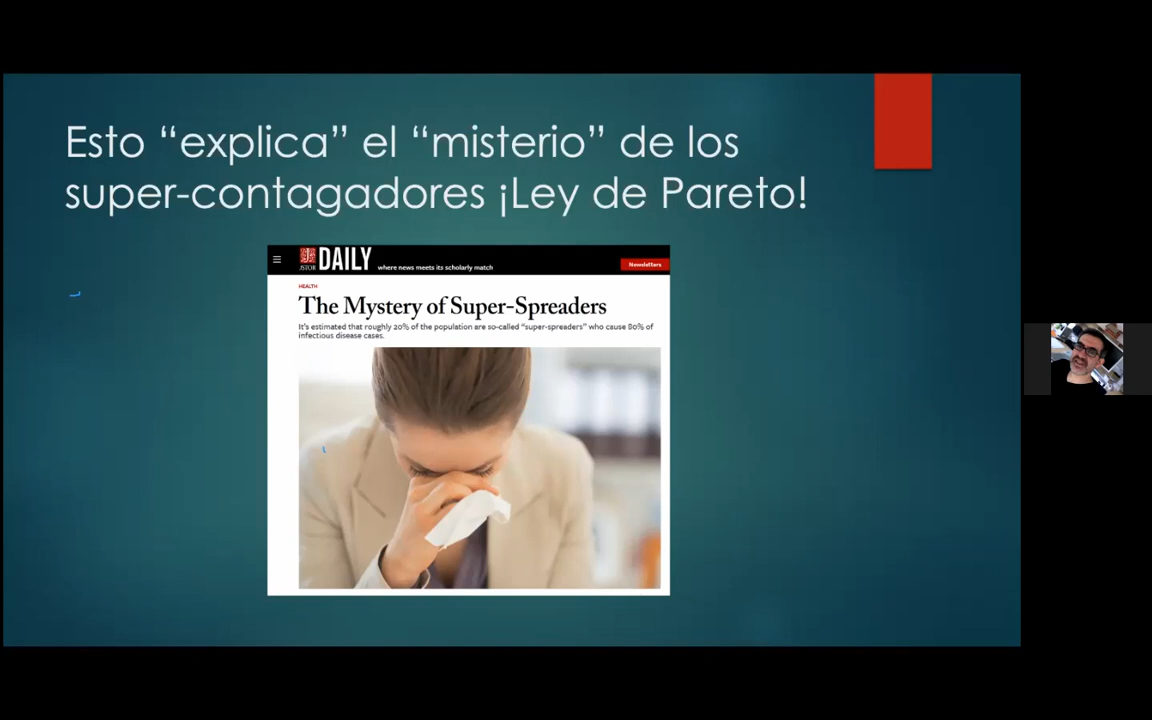 Esto “explica” el “misterio” de los
super-contagadores ¡Ley de Pareto!
JSTOR DAILY where news meets its scholarly match
Newsletters
HEALTH
The Mystery of Super-Spreaders
It's estimated that roughly 20% of the population are so-called “super-spreaders” who cause 80% of
infectious disease cases.